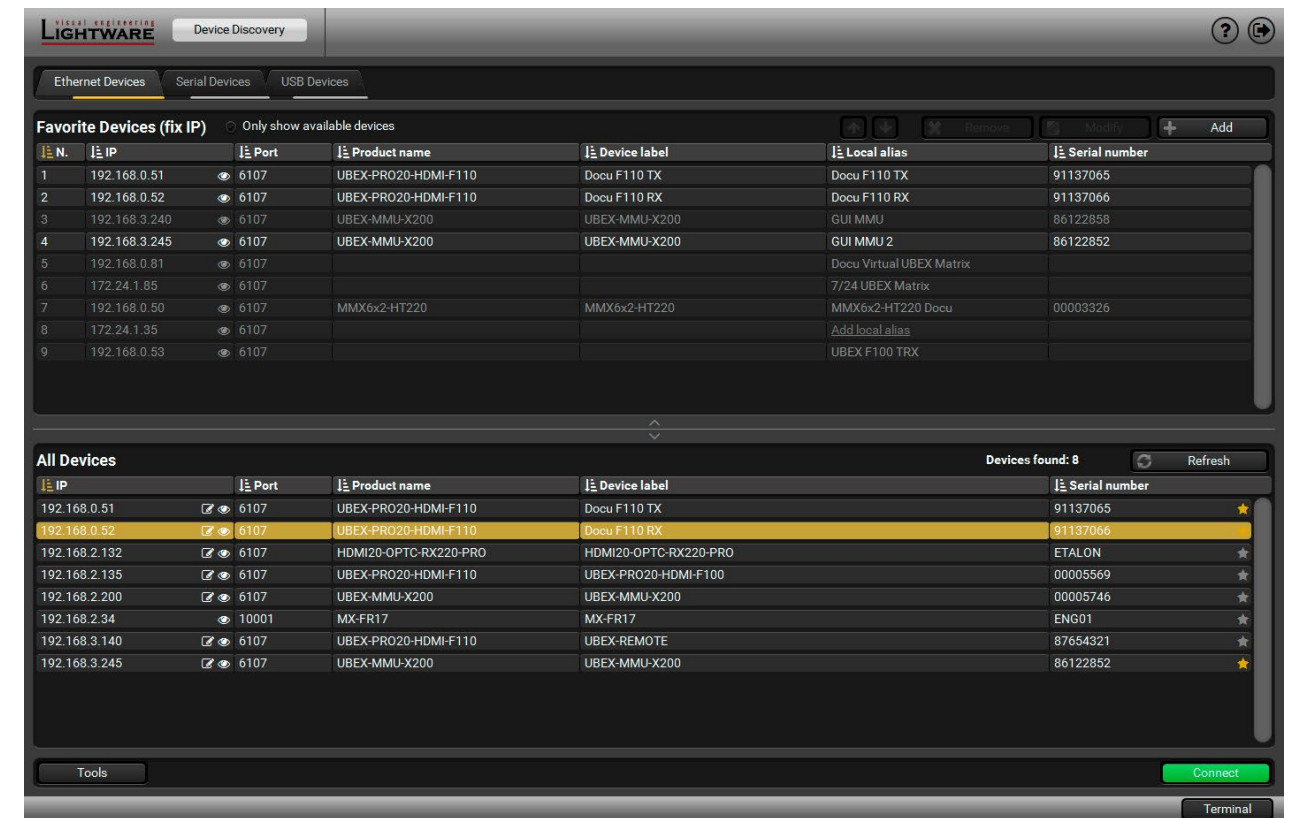 visual engineering
LIGHTWARE Device Discovery ?
Ethernet Devices Serial Devices USB Devices
Favorite Devices (fix IP) Only show available devices Remove Modify Add
N. IP Port Product name Device label Local alias Serial number
1 192.168.0.51 6107 UBEX-PRO20-HDMI-F110 Docu F110 TX Docu F110 TX 91137065
2 192.168.0.52 6107 UBEX-PRO20-HDMI-F110 Docu F110 RX Docu F110 RX 91137066
3 192.168.3.240 6107 UBEX-MMU-X200 UBEX-MMU-X200 GUI MMU 86122858
4 192.168.3.245 6107 UBEX-MMU-X200 UBEX-MMU-X200 GUI MMU 2 86122852
5 192.168.0.81 6107 Docu Virtual UBEX Matrix
6 172.24.1.85 6107 7/24 UBEX Matrix
7 192.168.0.50 6107 MMX6x2-HT220 MMX6x2-HT220 MMX6x2-HT220 Docu 00003326
8 172.24.1.35 6107 Add local alias
9 192.168.0.53 6107 UBEX F100 TRX
All Devices Devices found: 8 Refresh
IP Port Product name Device label Serial number
192.168.0.51 6107 UBEX-PRO20-HDMI-F110 Docu F110 TX 91137065
192.168.0.52 6107 UBEX-PRO20-HDMI-F110 Docu F110 RX 91137066
192.168.2.132 6107 HDMI20-OPTC-RX220-PRO HDMI20-OPTC-RX220-PRO ETALON
192.168.2.135 6107 UBEX-PRO20-HDMI-F110 UBEX-PRO20-HDMI-F100 00005569
192.168.2.200 6107 UBEX-MMU-X200 UBEX-MMU-X200 00005746
192.168.2.34 10001 MX-FR17 MX-FR17 ENG01
192.168.3.140 6107 UBEX-PRO20-HDMI-F110 UBEX-REMOTE 87654321
192.168.3.245 6107 UBEX-MMU-X200 UBEX-MMU-X200 86122852
Tools Connect
Terminal